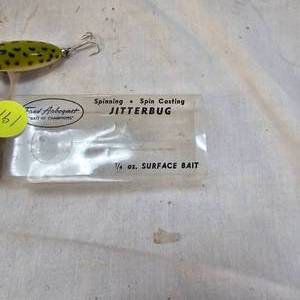 Fred Arbogast
"BAIT OF CHAMPIONS"
Spinning • Spin Casting
JITTERBUG
1/4 oz. SURFACE BAIT